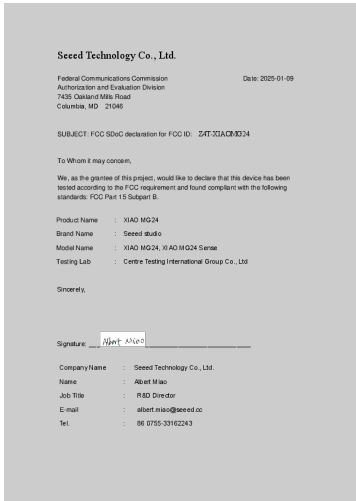 Seeed Technology Co., Ltd.
Federal Communications Commission Date: 2025-01-09
Authorization and Evaluation Division
7435 Oakland Mills Road
Columbia, MD 21046
SUBJECT: FCC SDoC declaration for FCC ID: Z4T-XIAOMG24
To Whom it may concern,
We, as the grantee of this project, would like to declare that this device has been
tested according to the FCC requirement and found compliant with the following
standards: FCC Part 15 Subpart B.
Product Name : XIAO MG24
Brand Name : Seeed studio
Model Name : XIAO MG24, XIAO MG24 Sense
Testing Lab : Centre Testing International Group Co., Ltd
Sincerely,
Signature: Albert Miao
Company Name : Seeed Technology Co., Ltd.
Name : Albert Miao
Job Title : R&D Director
E-mail : albert.miao@seeed.cc
Tel. : 86 0755-33162243